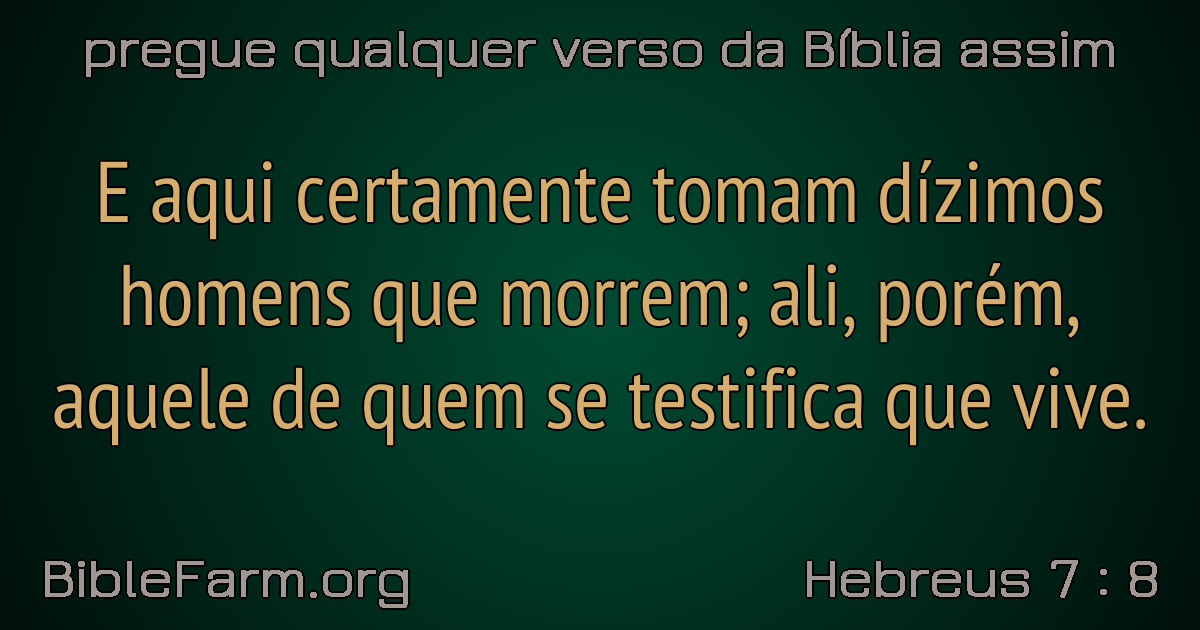 pregue qualquer verso da Bíblia assim
E aqui certamente tomam dízimos
homens que morrem; ali, porém,
aquele de quem se testifica que vive.
BibleFarm.org
Hebreus 7 : 8